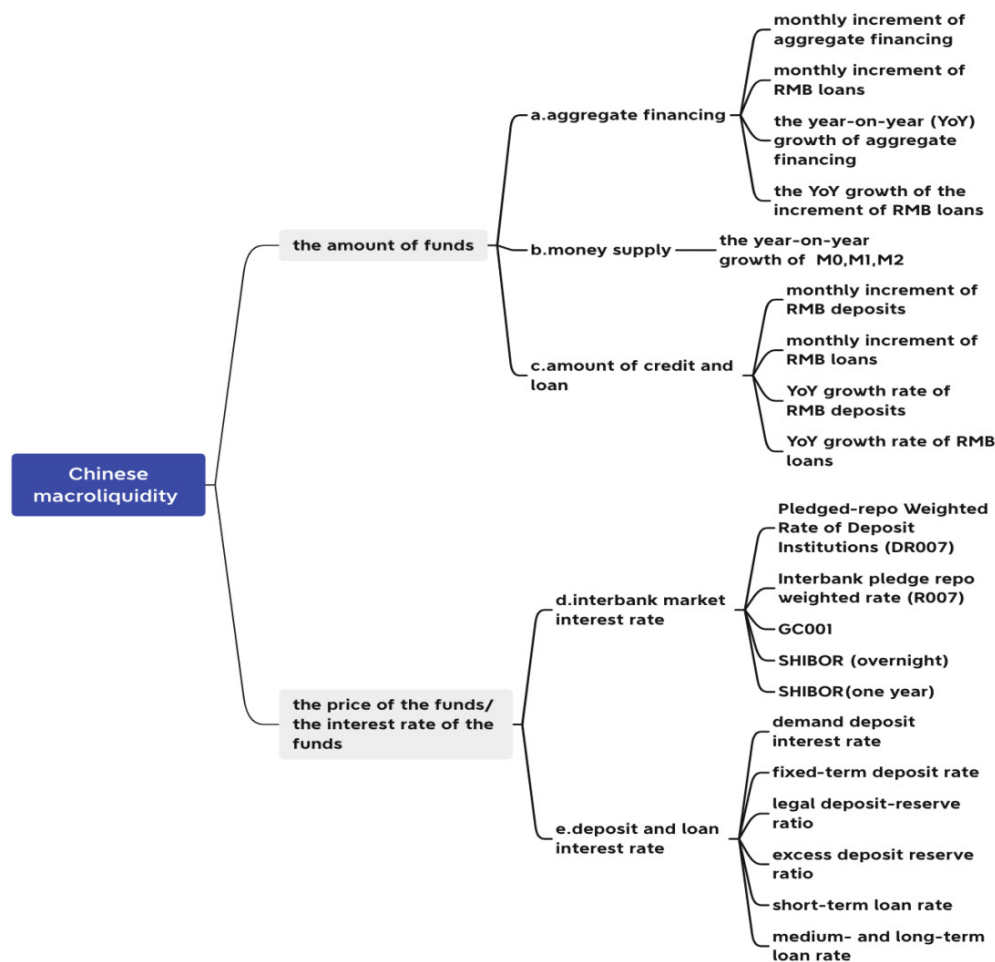 monthly increment of
aggregate financing
monthly increment of
RMB loans
a.aggregate financing
the year-on-year (YoY)
growth of aggregate
financing
the YoY growth of the
increment of RMB loans
the amount of funds
b.money supply
the year-on-year
growth of M0,M1,M2
monthly increment of
RMB deposits
c.amount of credit and
loan
monthly increment of
RMB loans
YoY growth rate of
RMB deposits
YoY growth rate of RMB
loans
Chinese
macroliquidity
Pledged-repo Weighted
Rate of Deposit
Institutions (DR007)
d.interbank market
interest rate
Interbank pledge repo
weighted rate (R007)
GC001
SHIBOR (overnight)
SHIBOR(one year)
the price of the funds/
the interest rate of the
funds
demand deposit
interest rate
fixed-term deposit rate
e.deposit and loan
interest rate
legal deposit-reserve
ratio
excess deposit reserve
ratio
short-term loan rate
medium- and long-term
loan rate